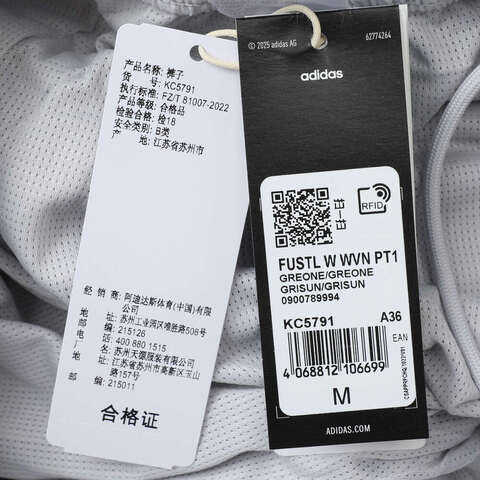 产品名称: 裤子
货 号: KC5791
执行标准: FZ/T 81007-2022
产品等级: 合格品
检验合格: 检18
安全类别: B类
产 地: 江苏省苏州市
经 销 商: 阿迪达斯体育(中国)有限
公司
地 址: 苏州工业园区唯胜路508号
邮 编: 215126
电 话: 400 880 1515
厂 名: 苏州天源服装有限公司
厂 址: 江苏省苏州市高新区玉山
路157号
邮 编: 215011
合格证
© 2025 adidas AG
62774264
adidas
RFID
FUSTL W WVN PT1
GREONE/GREONE
GRISUN/GRISUN
0900789994
KC5791 A36
EAN
4 068812 106699
M
ADIDAS.COM